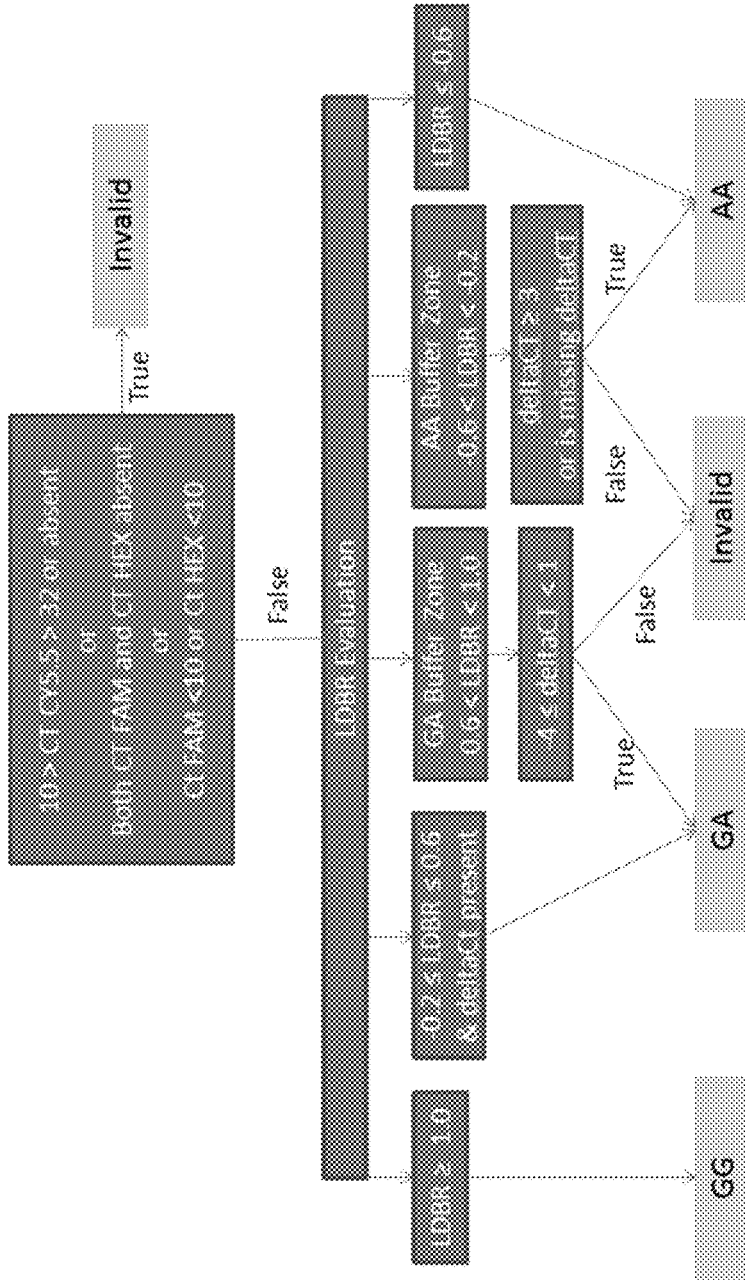 10> CT CY5.5 > 32 or absent
or
Both CT FAM and CT HEX absent
or
Ct FAM <10 or Ct HEX <10
True
Invalid
False
LDBR Evaluation
LDBR > 1.0
-0.2 ≤ LDBR ≤ 0.6
& deltaCt present
GA Buffer Zone
0.6 < LDBR < 1.0
AA Buffer Zone
-0.6 < LDBR < -0.2
LDBR ≤ -0.6
-4 ≤ deltaCT < 1
deltaCT ≥ 3
or is missing deltaCT
True
False
False
True
GG
GA
Invalid
AA